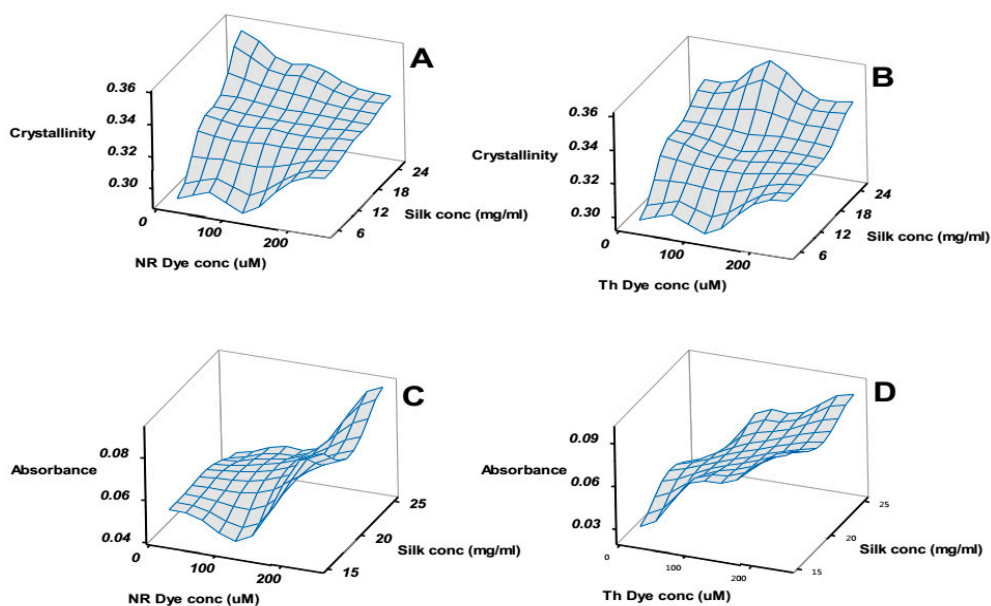 A
0.36
0.34
0.32
0.30
Crystallinity
0
100
200
NR Dye conc (uM)
6
12
18
24
Silk conc (mg/ml)
B
0.36
0.34
0.32
0.30
Crystallinity
0
100
200
Th Dye conc (uM)
6
12
18
24
Silk conc (mg/ml)
C
0.08
0.06
0.04
Absorbance
0
100
200
NR Dye conc (uM)
15
20
25
Silk conc (mg/ml)
D
0.09
0.06
0.03
Absorbance
0
100
200
Th Dye conc (uM)
15
20
25
Silk conc (mg/ml)